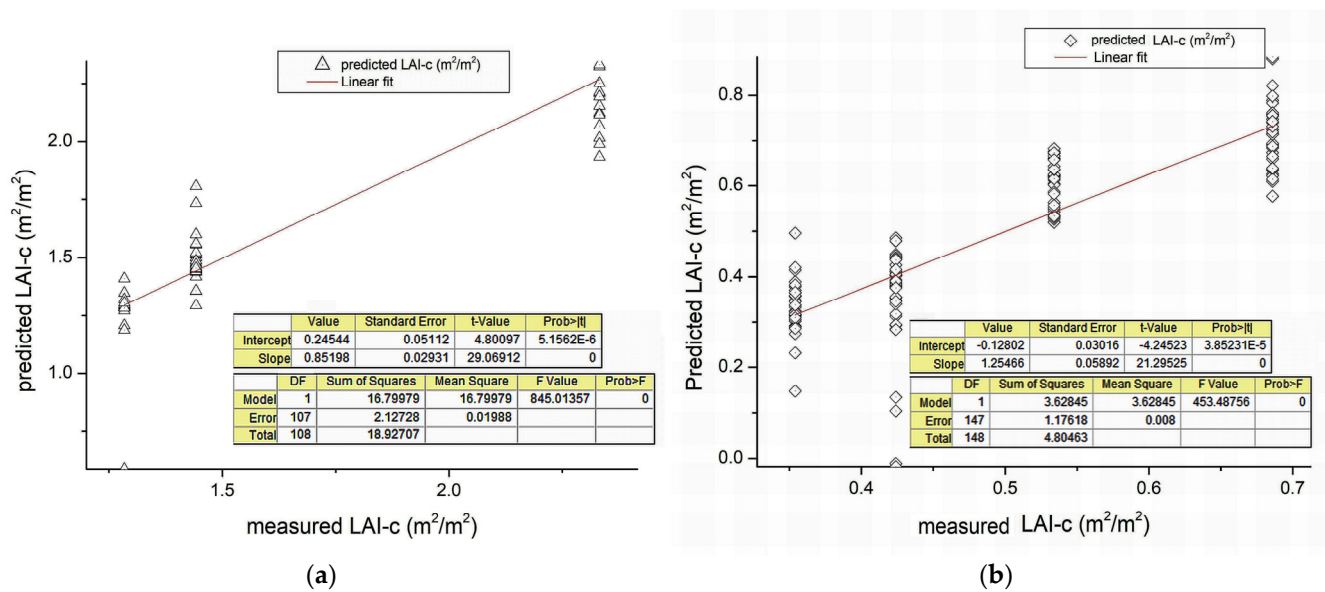 predicted LAI-c (m²/m²)
Linear fit
2.0
1.5
1.0
predicted LAI-c (m²/m²)
Value Standard Error t-Value Prob>|t|
Intercept 0.24544 0.05112 4.80097 5.1562E-6
Slope 0.85198 0.02931 29.06912 0
DF Sum of Squares Mean Square F Value Prob>F
Model 1 16.79979 16.79979 845.01357 0
Error 107 2.12728 0.01988
Total 108 18.92707
1.5 2.0
measured LAI-c (m²/m²)
(a)
predicted LAI-c (m²/m²)
Linear fit
0.8
0.6
0.4
0.2
0.0
Predicted LAI-c (m²/m²)
Value Standard Error t-Value Prob>|t|
Intercept -0.12802 0.03016 -4.24523 3.85231E-5
Slope 1.25466 0.05892 21.29525 0
DF Sum of Squares Mean Square F Value Prob>F
Model 1 3.62845 3.62845 453.48756 0
Error 147 1.17618 0.008
Total 148 4.80463
0.4 0.5 0.6 0.7
measured LAI-c (m²/m²)
(b)